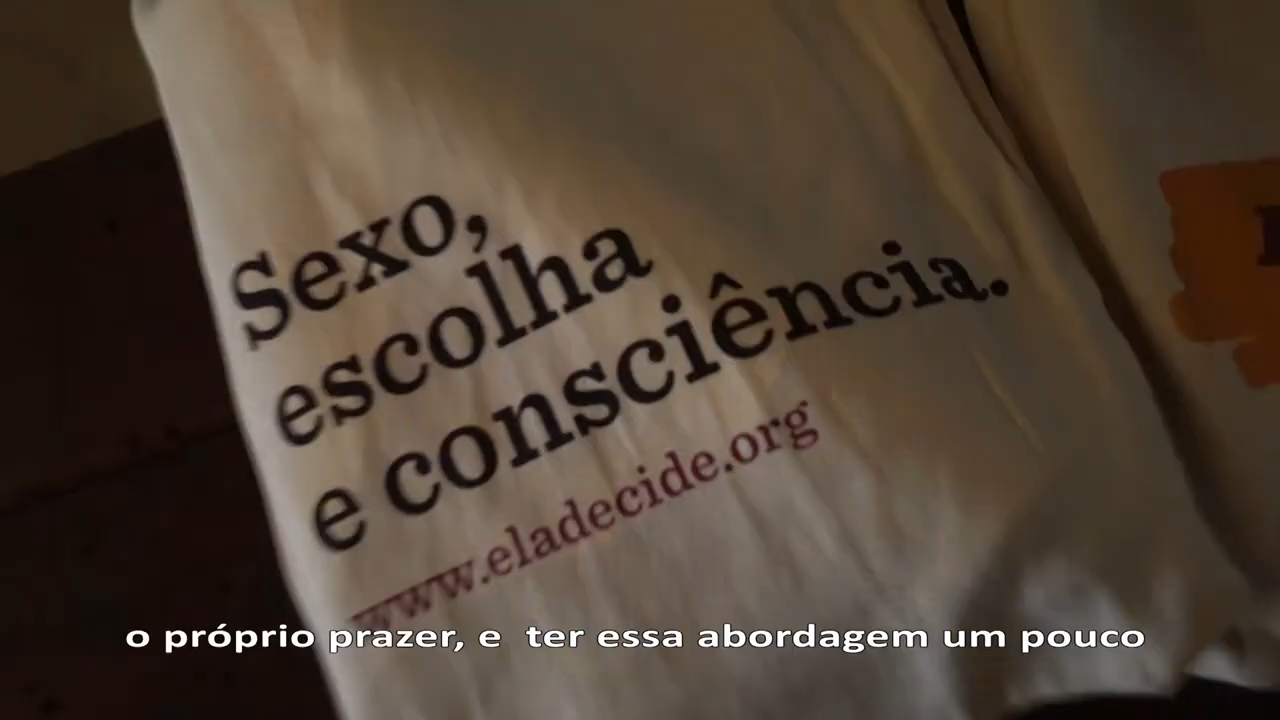 Sexo,
escolha
e consciência.
www.eladecide.org
o próprio prazer, e ter essa abordagem um pouco